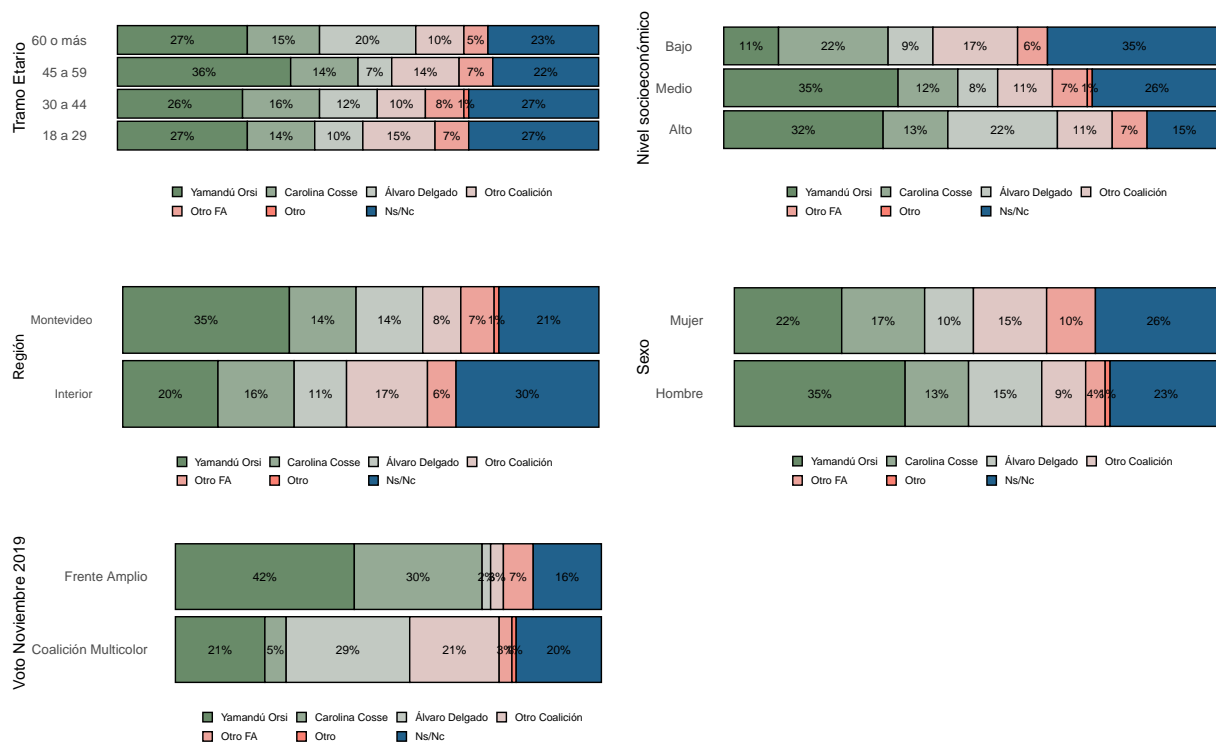 Tramo Etario
60 o más 27% 15% 20% 10% 5% 23%
45 a 59 36% 14% 7% 14% 7% 22%
30 a 44 26% 16% 12% 10% 8% 1% 27%
18 a 29 27% 14% 10% 15% 7% 27%
Yamandú Orsi Carolina Cosse Álvaro Delgado Otro Coalición
Otro FA Otro Ns/Nc
Nivel socioeconómico
Bajo 11% 22% 9% 17% 6% 35%
Medio 35% 12% 8% 11% 7% 1% 26%
Alto 32% 13% 22% 11% 7% 15%
Yamandú Orsi Carolina Cosse Álvaro Delgado Otro Coalición
Otro FA Otro Ns/Nc
Región
Montevideo 35% 14% 14% 8% 7% 1% 21%
Interior 20% 16% 11% 17% 6% 30%
Yamandú Orsi Carolina Cosse Álvaro Delgado Otro Coalición
Otro FA Otro Ns/Nc
Sexo
Mujer 22% 17% 10% 15% 10% 26%
Hombre 35% 13% 15% 9% 4% 1% 23%
Yamandú Orsi Carolina Cosse Álvaro Delgado Otro Coalición
Otro FA Otro Ns/Nc
Voto Noviembre 2019
Frente Amplio 42% 30% 2% 3% 7% 16%
Coalición Multicolor 21% 5% 29% 21% 3% 1% 20%
Yamandú Orsi Carolina Cosse Álvaro Delgado Otro Coalición
Otro FA Otro Ns/Nc